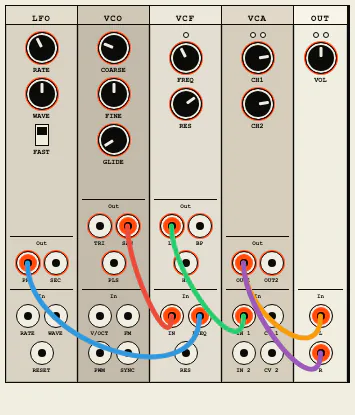 LFO
RATE
WAVE
FAST
Out
SEC
In
RATE WAVE
RESET
VCO
COARSE
FINE
GLIDE
Out
TRI
PLS
In
V/OCT FM
PWM SYNC
VCF
FREQ
RES
Out
BP
In
IN
RES
VCA
CH1
CH2
Out
OUT2
In
IN 1
IN 2 CV 2
OUT
VOL
In
L
R